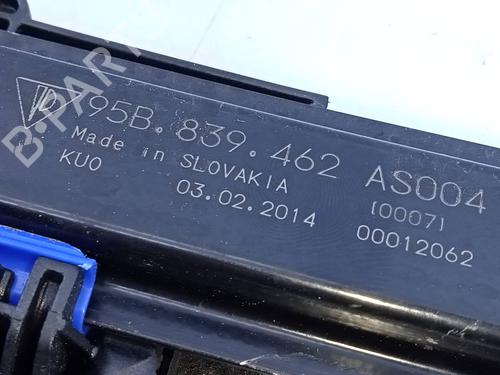 95B.839.462 AS004
Made in SLOVAKIA (0007)
KUO 03.02.2014 00012062
B.PARTS